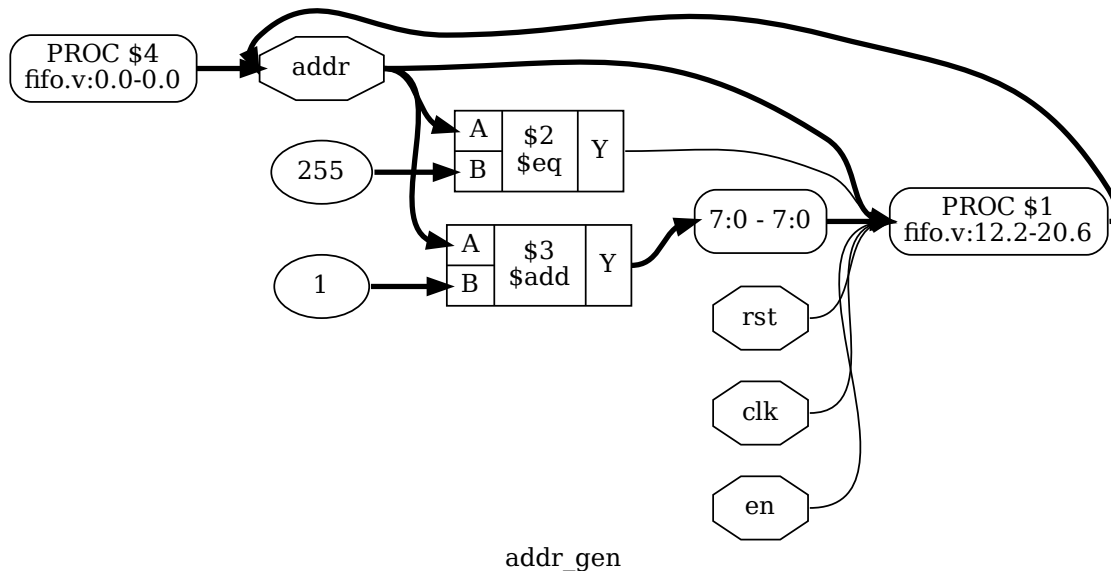 PROC $4
fifo.v:0.0-0.0
addr
255
1
A
B
$2
$eq
Y
A
B
$3
$add
Y
7:0 - 7:0
rst
clk
en
PROC $1
fifo.v:12.2-20.6
addr_gen